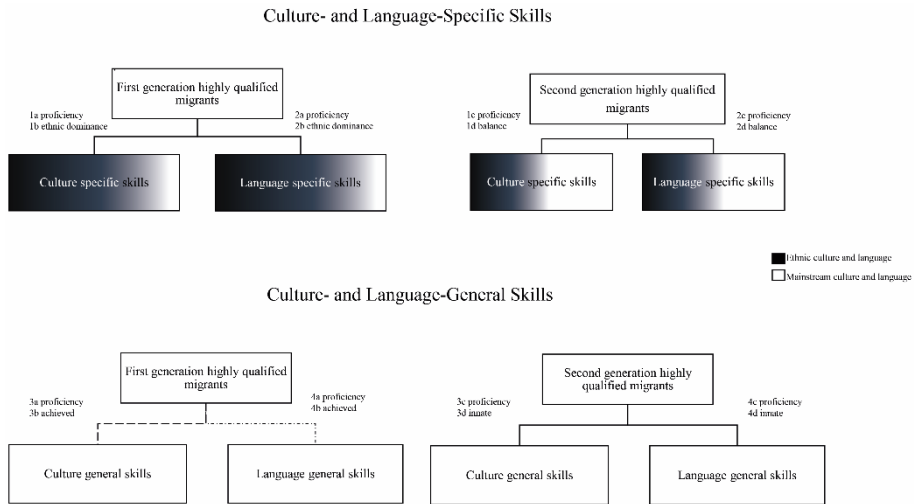 Culture- and Language-Specific Skills
First generation highly qualified
migrants
1a proficiency
1b ethnic dominance
2a proficiency
2b ethnic dominance
Culture specific skills
Language specific skills
Second generation highly qualified
migrants
1c proficiency
1d balance
2c proficiency
2d balance
Culture specific skills
Language specific skills
Ethnic culture and language
Mainstream culture and language
Culture- and Language-General Skills
First generation highly qualified
migrants
3a proficiency
3b achieved
4a proficiency
4b achieved
Culture general skills
Language general skills
Second generation highly
qualified migrants
3c proficiency
3d innate
4c proficiency
4d innate
Culture general skills
Language general skills